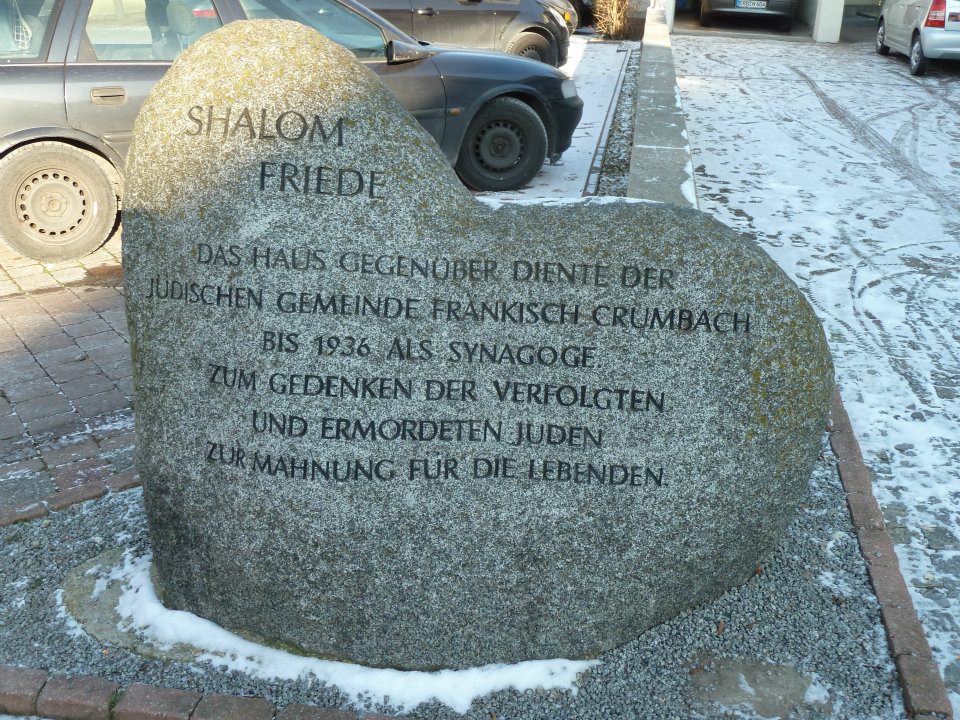 SHALOM
FRIEDE
DAS HAUS GEGENÜBER DIENTE DER
JÜDISCHEN GEMEINDE FRÄNKISCH CRUMBACH
BIS 1936 ALS SYNAGOGE.
ZUM GEDENKEN DER VERFOLGTEN
UND ERMORDETEN JUDEN
ZUR MAHNUNG FÜR DIE LEBENDEN.